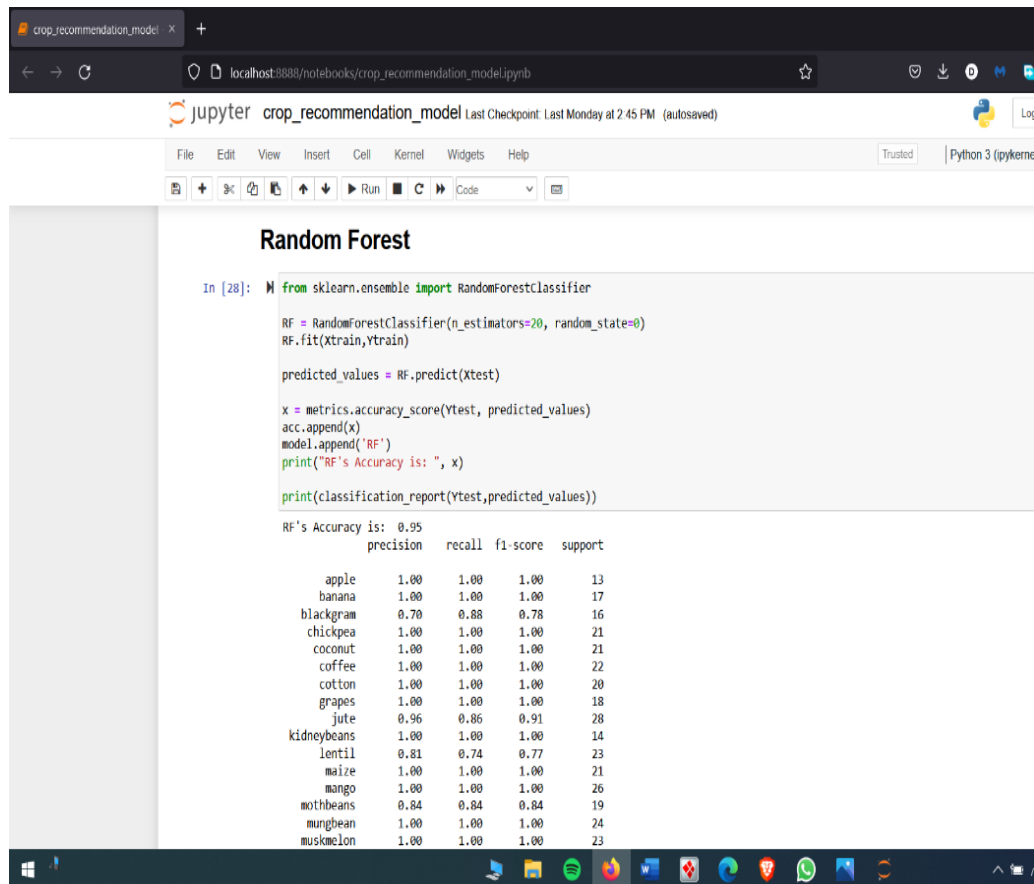 crop_recommendation_model
localhost:8888/notebooks/crop_recommendation_model.ipynb
jupyter crop_recommendation_model Last Checkpoint: Last Monday at 2:45 PM (autosaved)
File Edit View Insert Cell Kernel Widgets Help Trusted Python 3 (ipykerne
Run Code
Random Forest
In [28]: from sklearn.ensemble import RandomForestClassifier
RF = RandomForestClassifier(n_estimators=20, random_state=0)
RF.fit(Xtrain,Ytrain)
predicted_values = RF.predict(Xtest)
x = metrics.accuracy_score(Ytest, predicted_values)
acc.append(x)
model.append('RF')
print("RF's Accuracy is: ", x)
print(classification_report(Ytest,predicted_values))
RF's Accuracy is: 0.95
precision recall f1-score support
apple 1.00 1.00 1.00 13
banana 1.00 1.00 1.00 17
blackgram 0.70 0.88 0.78 16
chickpea 1.00 1.00 1.00 21
coconut 1.00 1.00 1.00 21
coffee 1.00 1.00 1.00 22
cotton 1.00 1.00 1.00 20
grapes 1.00 1.00 1.00 18
jute 0.96 0.86 0.91 28
kidneybeans 1.00 1.00 1.00 14
lentil 0.81 0.74 0.77 23
maize 1.00 1.00 1.00 21
mango 1.00 1.00 1.00 26
mothbeans 0.84 0.84 0.84 19
mungbean 1.00 1.00 1.00 24
muskmelon 1.00 1.00 1.00 23